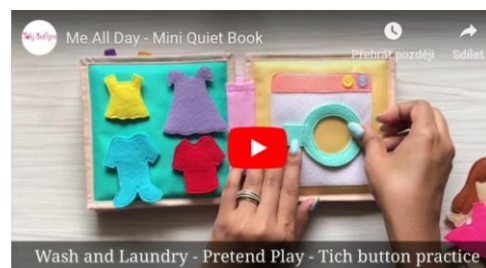 Me All Day - Mini Quiet Book
Přehrát později
Sdílet
Wash and Laundry - Pretend Play - Tich button practice